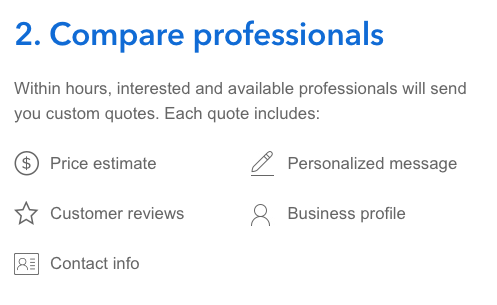 2. Compare professionals
Within hours, interested and available professionals will send
you custom quotes. Each quote includes:
Price estimate
Personalized message
Customer reviews
Business profile
Contact info